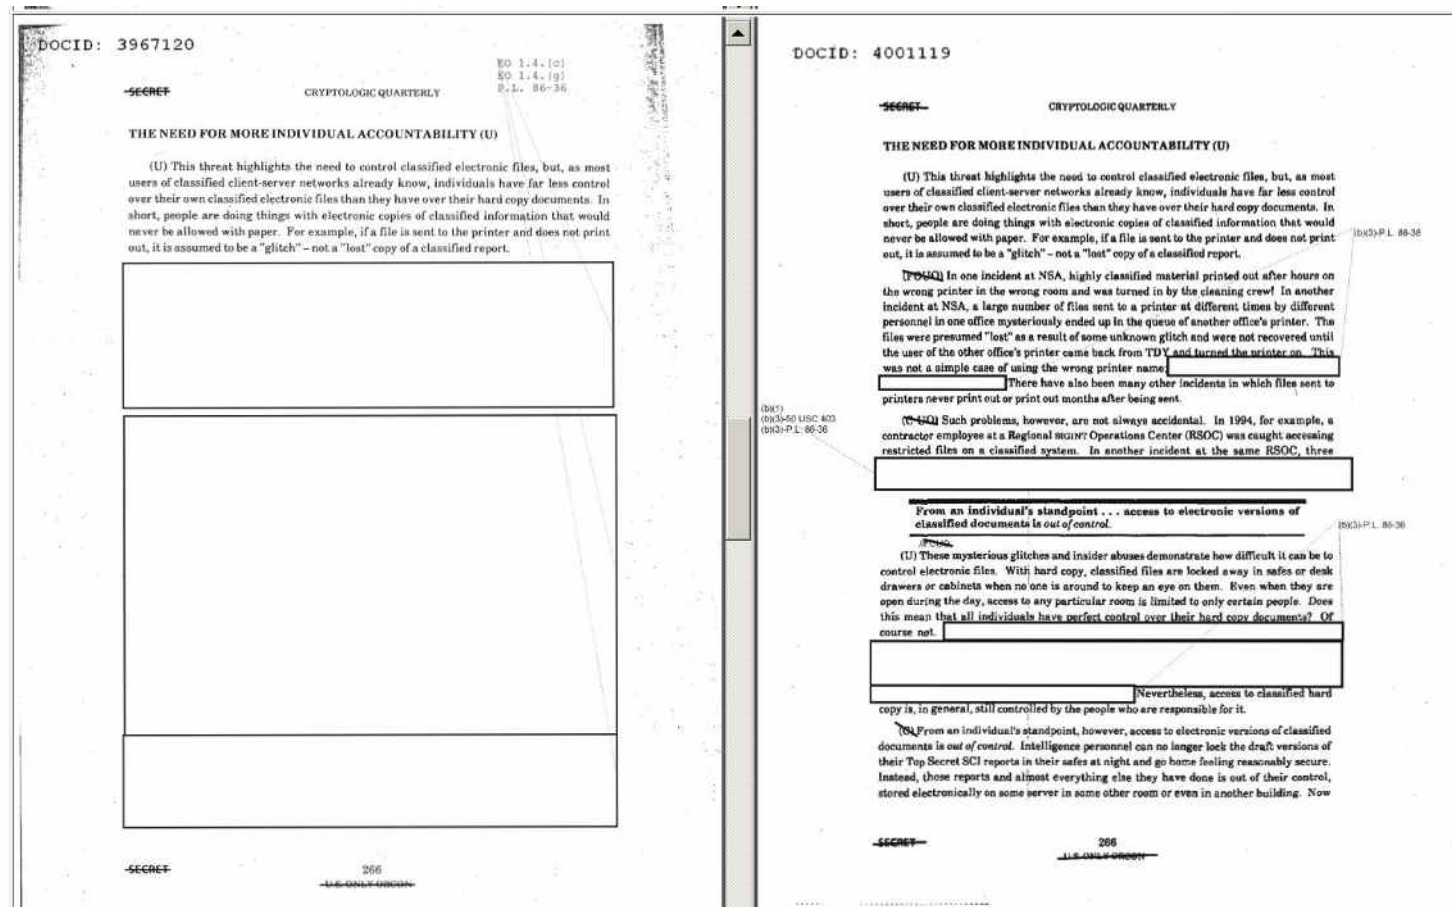 DOCID: 3967120
EO 1.4.(c)
EO 1.4.(g)
P.L. 86-36
SECRET
CRYPTOLOGIC QUARTERLY
THE NEED FOR MORE INDIVIDUAL ACCOUNTABILITY (U)
(U) This threat highlights the need to control classified electronic files, but, as most
users of classified client-server networks already know, individuals have far less control
over their own classified electronic files than they have over their hard copy documents. In
short, people are doing things with electronic copies of classified information that would
never be allowed with paper. For example, if a file is sent to the printer and does not print
out, it is assumed to be a "glitch" – not a "lost" copy of a classified report.
SECRET
266
U.S. ONLY ORCON
DOCID: 4001119
SECRET
CRYPTOLOGIC QUARTERLY
THE NEED FOR MORE INDIVIDUAL ACCOUNTABILITY (U)
(U) This threat highlights the need to control classified electronic files, but, as most
users of classified client-server networks already know, individuals have far less control
over their own classified electronic files than they have over their hard copy documents. In
short, people are doing things with electronic copies of classified information that would
never be allowed with paper. For example, if a file is sent to the printer and does not print
out, it is assumed to be a "glitch" – not a "lost" copy of a classified report.
(b)(3)-P.L. 86-36
(FOUO) In one incident at NSA, highly classified material printed out after hours on
the wrong printer in the wrong room and was turned in by the cleaning crew! In another
incident at NSA, a large number of files sent to a printer at different times by different
personnel in one office mysteriously ended up in the queue of another office's printer. The
files were presumed "lost" as a result of some unknown glitch and were not recovered until
the user of the other office's printer came back from TDY and turned the printer on. This
was not a simple case of using the wrong printer name;
There have also been many other incidents in which files sent to
printers never print out or print out months after being sent.
(b)(1)
(b)(3)-50 USC 403
(b)(3)-P.L. 86-36
Such problems, however, are not always accidental. In 1994, for example, a
contractor employee at a Regional SIGINT Operations Center (RSOC) was caught accessing
restricted files on a classified system. In another incident at the same RSOC, three
From an individual's standpoint . . . access to electronic versions of
classified documents is out of control.
(b)(3)-P.L. 86-36
(FOUO)
(U) These mysterious glitches and insider abuses demonstrate how difficult it can be to
control electronic files. With hard copy, classified files are locked away in safes or desk
drawers or cabinets when no one is around to keep an eye on them. Even when they are
open during the day, access to any particular room is limited to only certain people. Does
this mean that all individuals have perfect control over their hard copy documents? Of
course not.
Nevertheless, access to classified hard
copy is, in general, still controlled by the people who are responsible for it.
(C) From an individual's standpoint, however, access to electronic versions of classified
documents is out of control. Intelligence personnel can no longer lock the draft versions of
their Top Secret SCI reports in their safes at night and go home feeling reasonably secure.
Instead, those reports and almost everything else they have done is out of their control,
stored electronically on some server in some other room or even in another building. Now
SECRET
266
U.S. ONLY ORCON